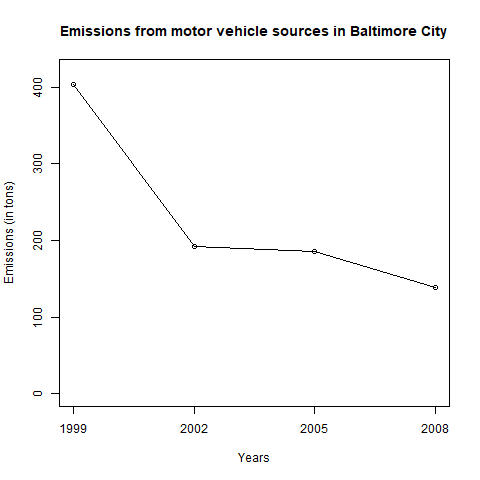 Emissions from motor vehicle sources in Baltimore City
Emissions (in tons)
400
300
200
100
0
1999 2002 2005 2008
Years